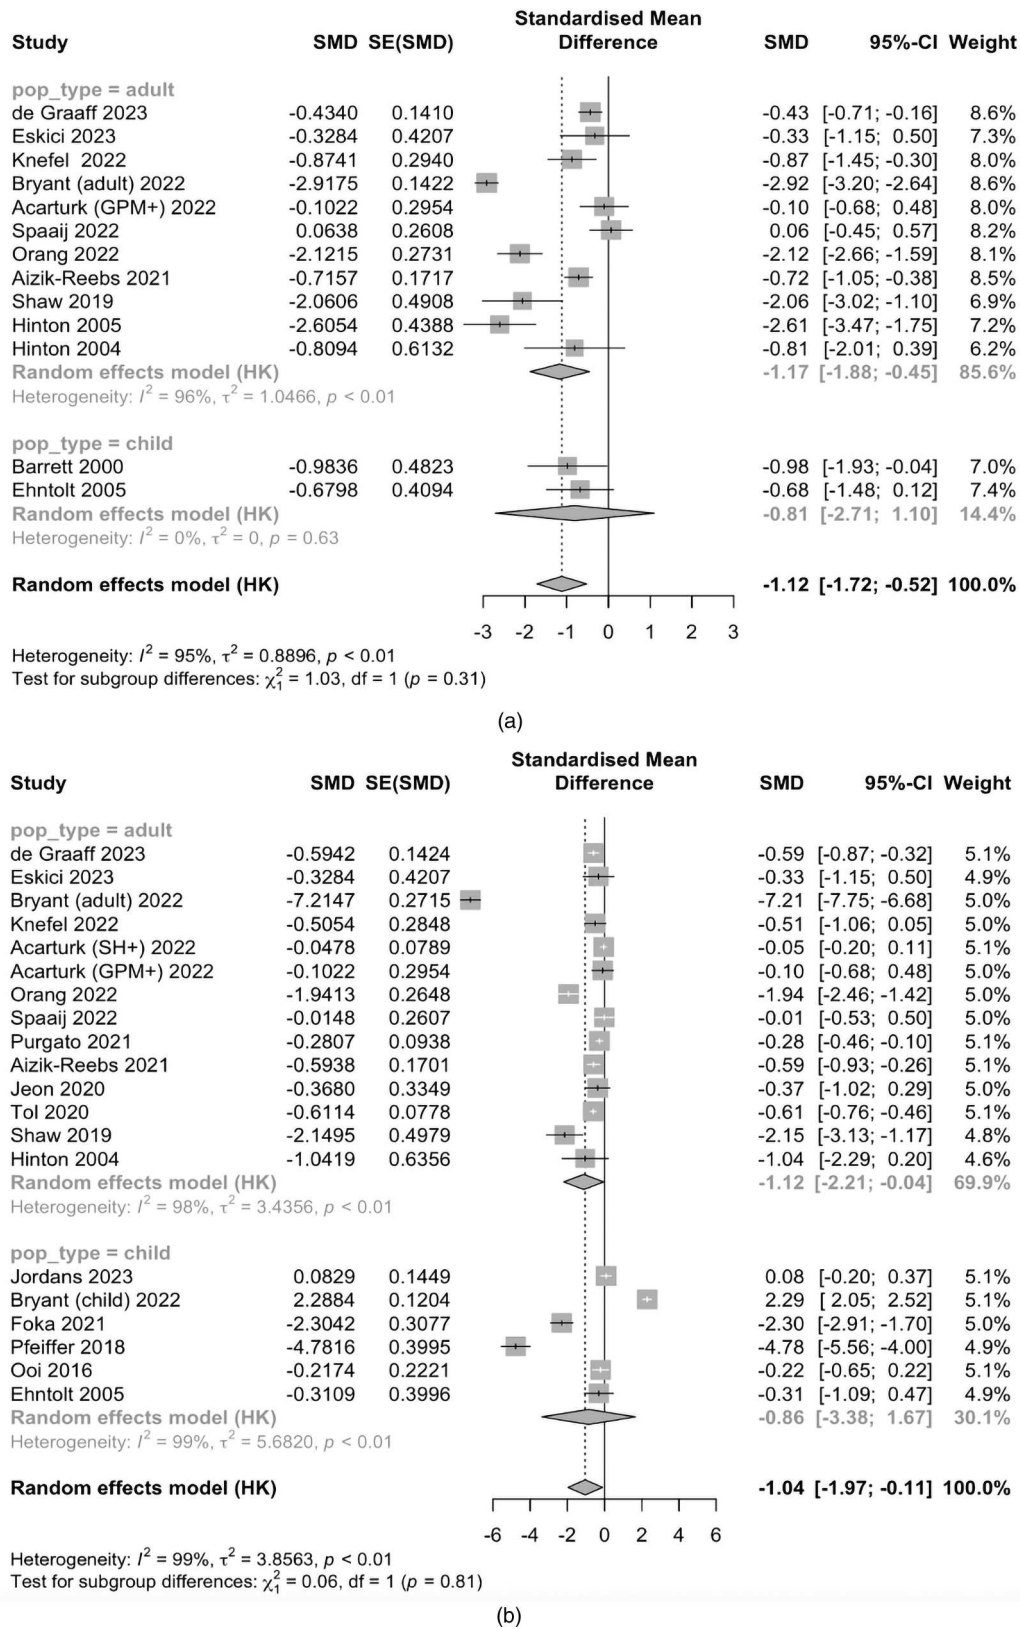 Standardised Mean
Study SMD SE(SMD) Difference SMD 95%-CI Weight
pop_type = adult
de Graaff 2023 -0.4340 0.1410 -0.43 [-0.71; -0.16] 8.6%
Eskici 2023 -0.3284 0.4207 -0.33 [-1.15; 0.50] 7.3%
Knefel 2022 -0.8741 0.2940 -0.87 [-1.45; -0.30] 8.0%
Bryant (adult) 2022 -2.9175 0.1422 -2.92 [-3.20; -2.64] 8.6%
Acarturk (GPM+) 2022 -0.1022 0.2954 -0.10 [-0.68; 0.48] 8.0%
Spaaij 2022 0.0638 0.2608 0.06 [-0.45; 0.57] 8.2%
Orang 2022 -2.1215 0.2731 -2.12 [-2.66; -1.59] 8.1%
Aizik-Reebs 2021 -0.7157 0.1717 -0.72 [-1.05; -0.38] 8.5%
Shaw 2019 -2.0606 0.4908 -2.06 [-3.02; -1.10] 6.9%
Hinton 2005 -2.6054 0.4388 -2.61 [-3.47; -1.75] 7.2%
Hinton 2004 -0.8094 0.6132 -0.81 [-2.01; 0.39] 6.2%
Random effects model (HK) -1.17 [-1.88; -0.45] 85.6%
Heterogeneity: I² = 96%, τ² = 1.0466, p < 0.01
pop_type = child
Barrett 2000 -0.9836 0.4823 -0.98 [-1.93; -0.04] 7.0%
Ehntolt 2005 -0.6798 0.4094 -0.68 [-1.48; 0.12] 7.4%
Random effects model (HK) -0.81 [-2.71; 1.10] 14.4%
Heterogeneity: I² = 0%, τ² = 0, p = 0.63
Random effects model (HK) -1.12 [-1.72; -0.52] 100.0%
-3 -2 -1 0 1 2 3
Heterogeneity: I² = 95%, τ² = 0.8896, p < 0.01
Test for subgroup differences: χ²₁ = 1.03, df = 1 (p = 0.31)
(a)
Standardised Mean
Study SMD SE(SMD) Difference SMD 95%-CI Weight
pop_type = adult
de Graaff 2023 -0.5942 0.1424 -0.59 [-0.87; -0.32] 5.1%
Eskici 2023 -0.3284 0.4207 -0.33 [-1.15; 0.50] 4.9%
Bryant (adult) 2022 -7.2147 0.2715 -7.21 [-7.75; -6.68] 5.0%
Knefel 2022 -0.5054 0.2848 -0.51 [-1.06; 0.05] 5.0%
Acarturk (SH+) 2022 -0.0478 0.0789 -0.05 [-0.20; 0.11] 5.1%
Acarturk (GPM+) 2022 -0.1022 0.2954 -0.10 [-0.68; 0.48] 5.0%
Orang 2022 -1.9413 0.2648 -1.94 [-2.46; -1.42] 5.0%
Spaaij 2022 -0.0148 0.2607 -0.01 [-0.53; 0.50] 5.0%
Purgato 2021 -0.2807 0.0938 -0.28 [-0.46; -0.10] 5.1%
Aizik-Reebs 2021 -0.5938 0.1701 -0.59 [-0.93; -0.26] 5.1%
Jeon 2020 -0.3680 0.3349 -0.37 [-1.02; 0.29] 5.0%
Tol 2020 -0.6114 0.0778 -0.61 [-0.76; -0.46] 5.1%
Shaw 2019 -2.1495 0.4979 -2.15 [-3.13; -1.17] 4.8%
Hinton 2004 -1.0419 0.6356 -1.04 [-2.29; 0.20] 4.6%
Random effects model (HK) -1.12 [-2.21; -0.04] 69.9%
Heterogeneity: I² = 98%, τ² = 3.4356, p < 0.01
pop_type = child
Jordans 2023 0.0829 0.1449 0.08 [-0.20; 0.37] 5.1%
Bryant (child) 2022 2.2884 0.1204 2.29 [ 2.05; 2.52] 5.1%
Foka 2021 -2.3042 0.3077 -2.30 [-2.91; -1.70] 5.0%
Pfeiffer 2018 -4.7816 0.3995 -4.78 [-5.56; -4.00] 4.9%
Ooi 2016 -0.2174 0.2221 -0.22 [-0.65; 0.22] 5.1%
Ehntolt 2005 -0.3109 0.3996 -0.31 [-1.09; 0.47] 4.9%
Random effects model (HK) -0.86 [-3.38; 1.67] 30.1%
Heterogeneity: I² = 99%, τ² = 5.6820, p < 0.01
Random effects model (HK) -1.04 [-1.97; -0.11] 100.0%
-6 -4 -2 0 2 4 6
Heterogeneity: I² = 99%, τ² = 3.8563, p < 0.01
Test for subgroup differences: χ²₁ = 0.06, df = 1 (p = 0.81)
(b)